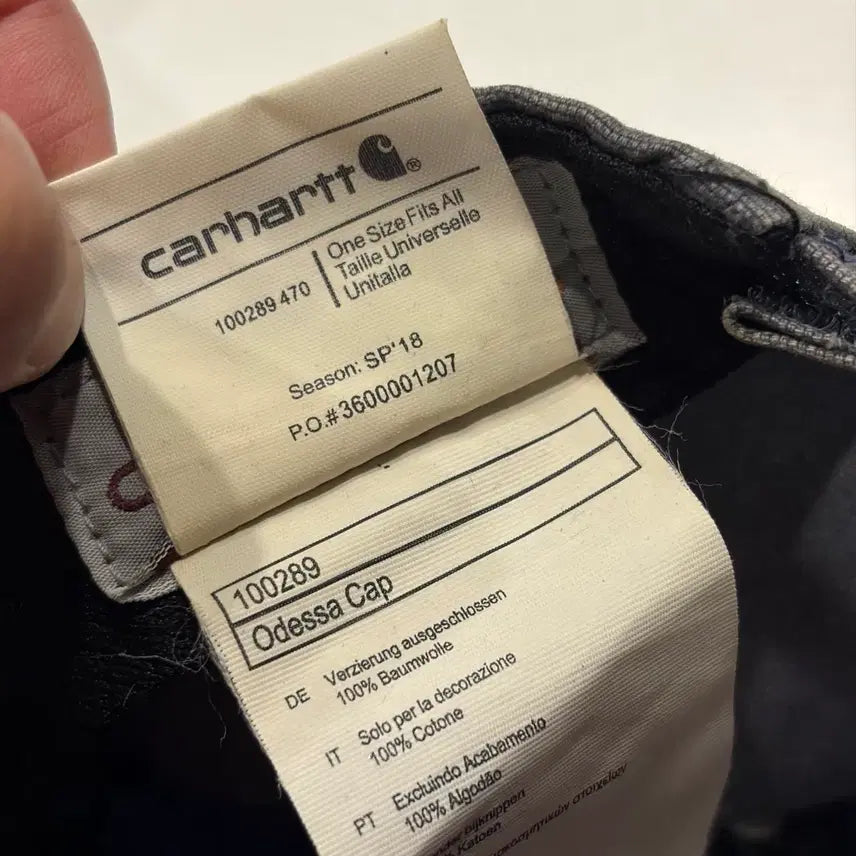 carhartt ®
100289 470
One Size Fits All
Taille Universelle
Unitalla
Season: SP'18
P.O.#3600001207
100289
Odessa Cap
DE Verzierung ausgeschlossen
100% Baumwolle
IT Solo per la decorazione
100% Cotone
PT Excluindo Acabamento
100% Algodão
Katoen